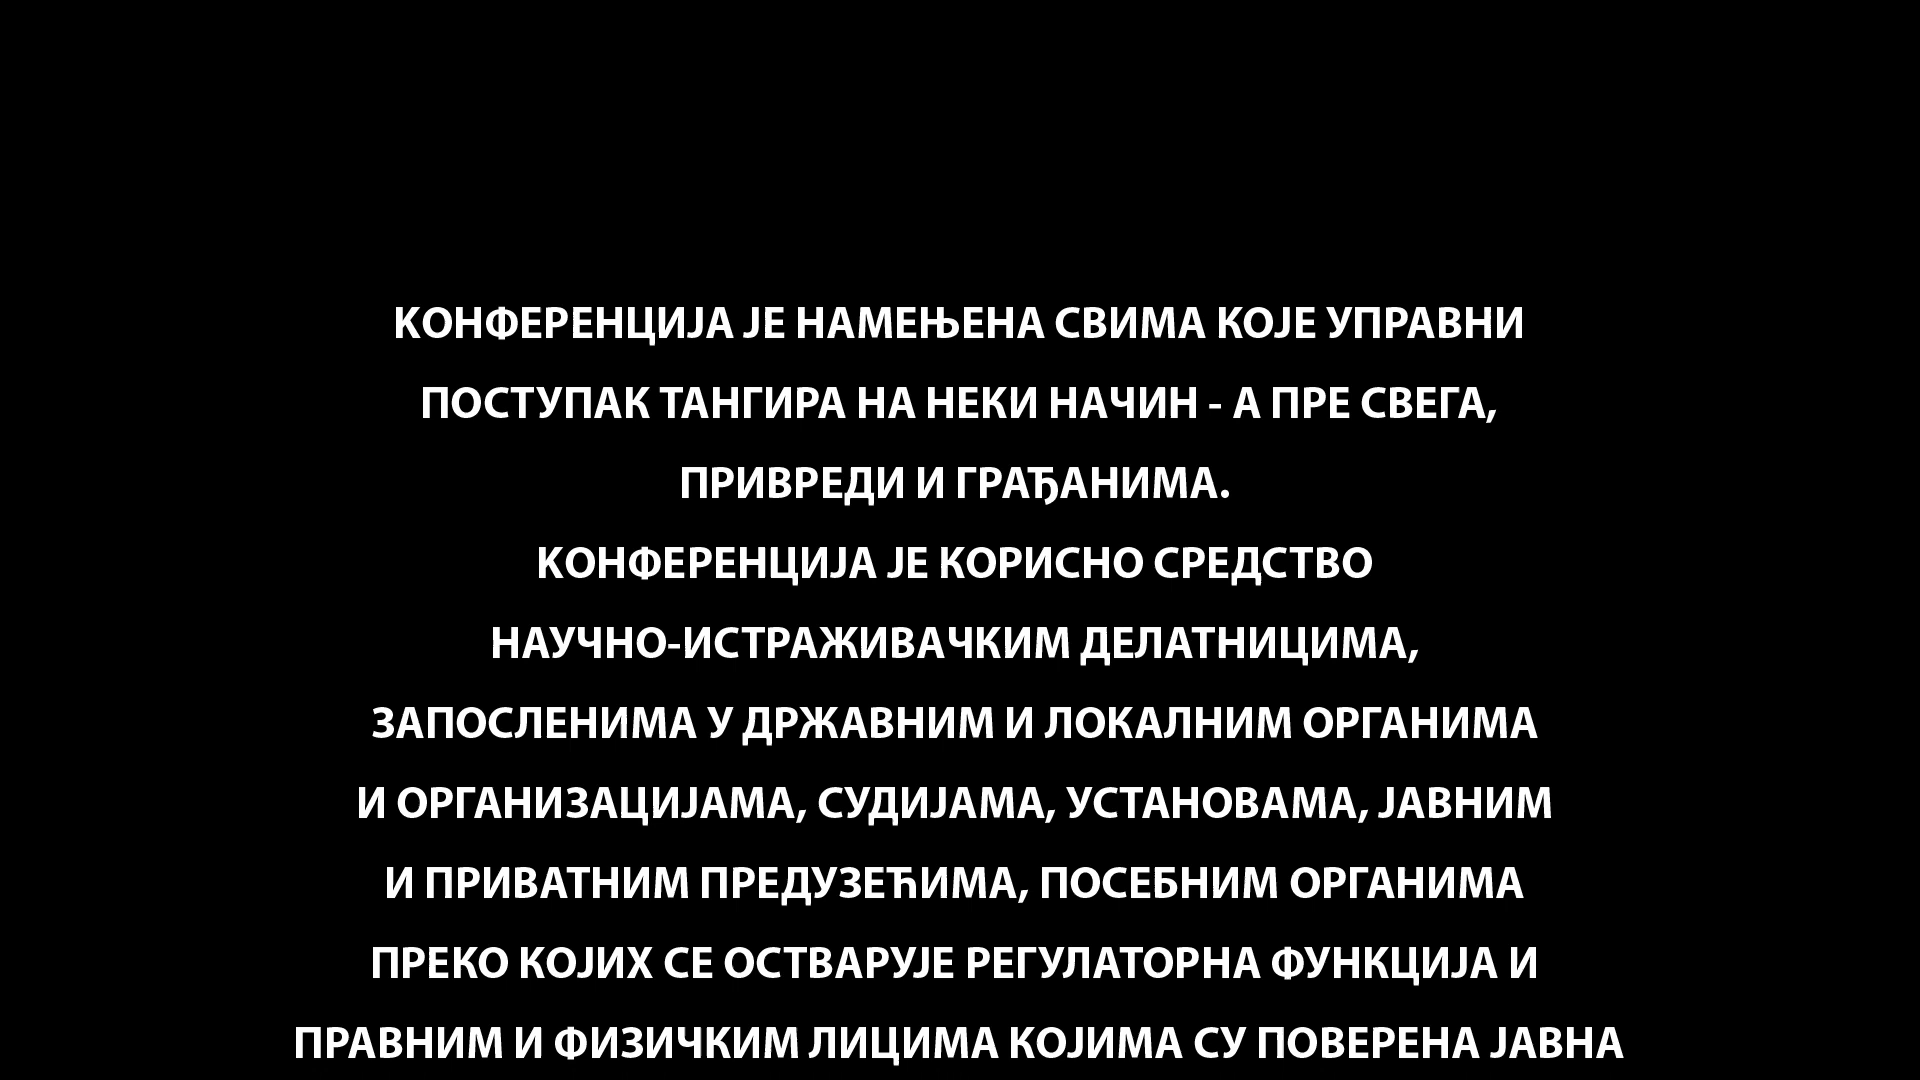 КОНФЕРЕНЦИЈА ЈЕ НАМЕЊЕНА СВИМА КОЈЕ УПРАВНИ
ПОСТУПАК ТАНГИРА НА НЕКИ НАЧИН - А ПРЕ СВЕГА,
ПРИВРЕДИ И ГРАЂАНИМА.
КОНФЕРЕНЦИЈА ЈЕ КОРИСНО СРЕДСТВО
НАУЧНО-ИСТРАЖИВАЧКИМ ДЕЛАТНИЦИМА,
ЗАПОСЛЕНИМА У ДРЖАВНИМ И ЛОКАЛНИМ ОРГАНИМА
И ОРГАНИЗАЦИЈАМА, СУДИЈАМА, УСТАНОВАМА, ЈАВНИМ
И ПРИВАТНИМ ПРЕДУЗЕЋИМА, ПОСЕБНИМ ОРГАНИМА
ПРЕКО КОЈИХ СЕ ОСТВАРУЈЕ РЕГУЛАТОРНА ФУНКЦИЈА И
ПРАВНИМ И ФИЗИЧКИМ ЛИЦИМА КОЈИМА СУ ПОВЕРЕНА ЈАВНА